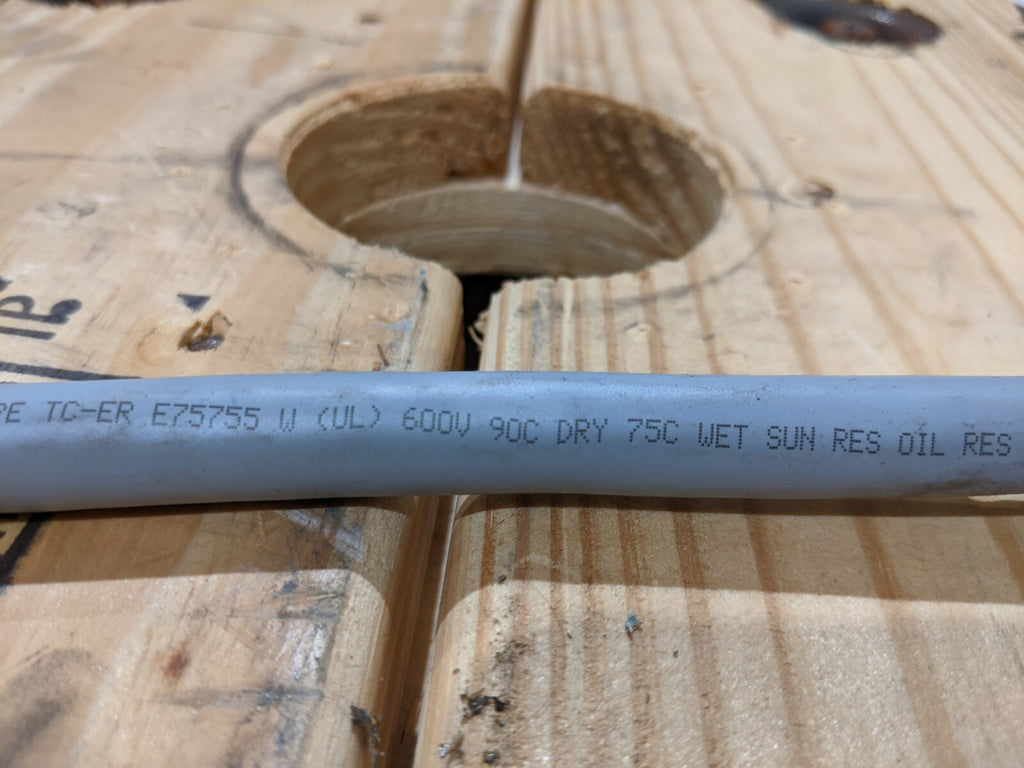 PE TC-ER E75755 W (UL) 600V 90C DRY 75C WET SUN RES OIL RES